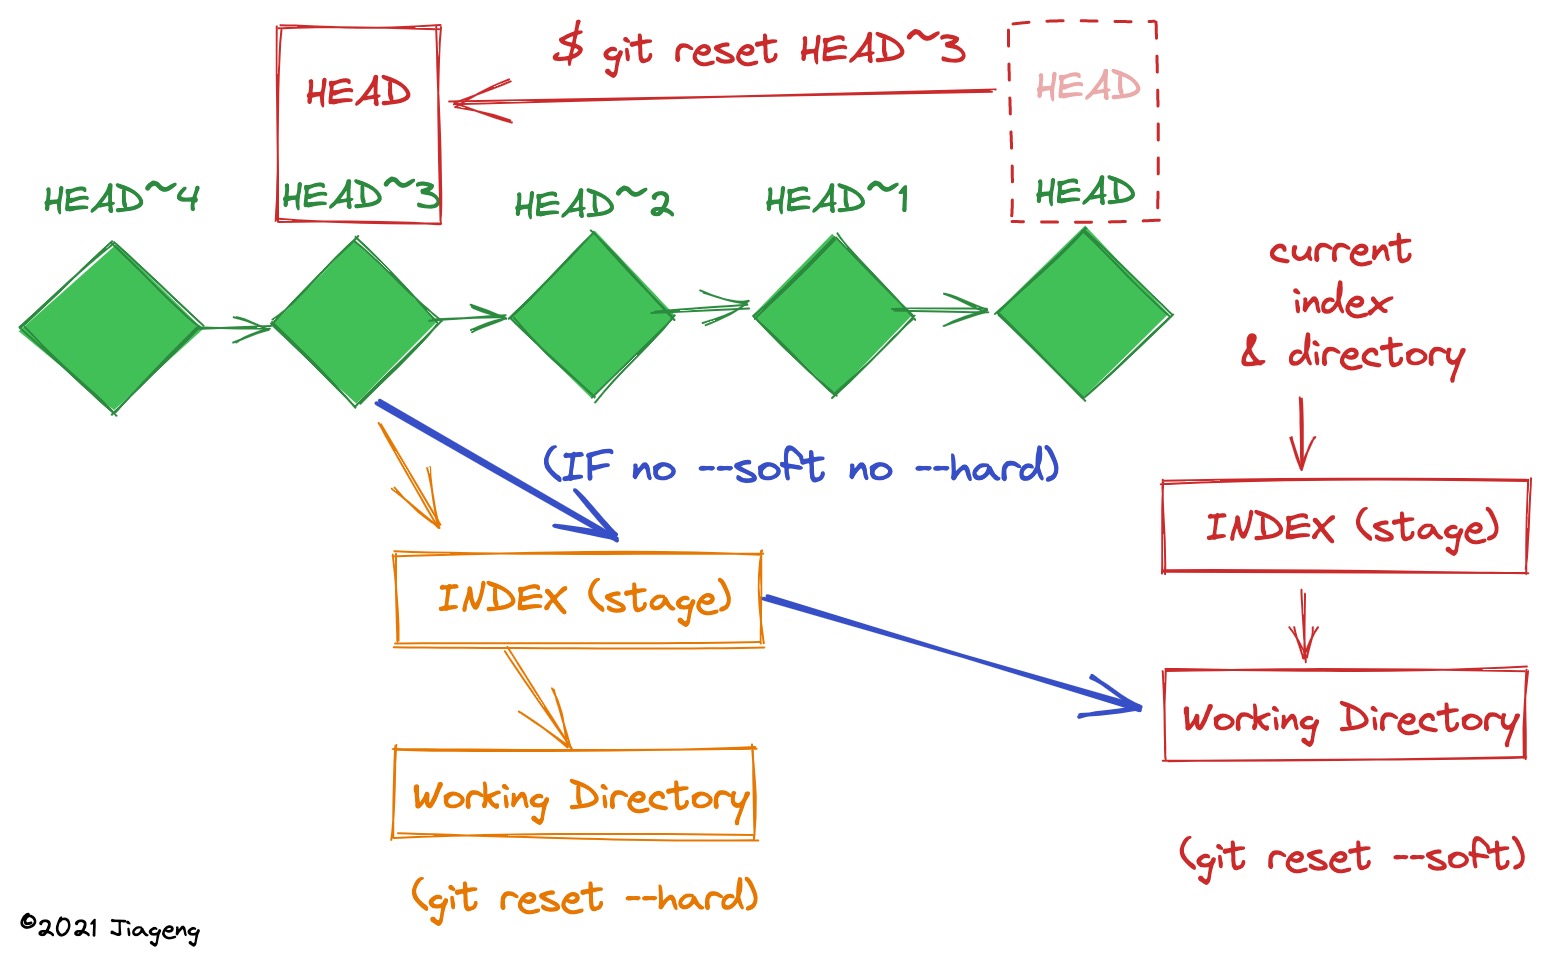 $ git reset HEAD~3
HEAD
HEAD
HEAD~4
HEAD~3
HEAD~2
HEAD~1
HEAD
current
index
& directory
(IF no --soft no --hard)
INDEX (stage)
INDEX (stage)
Working Directory
Working Directory
(git reset --soft)
(git reset --hard)
©2021 Jiageng